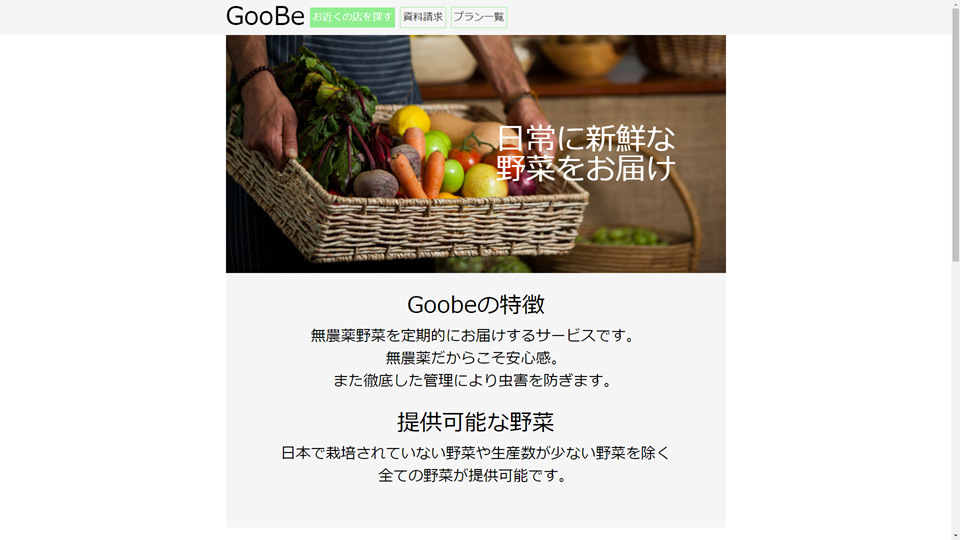 GooBe
お近くの店を探す
資料請求
プラン一覧
日常に新鮮な
野菜をお届け
Goobeの特徴
無農薬野菜を定期的にお届けするサービスです。
無農薬だからこそ安心感。
また徹底した管理により虫害を防ぎます。
提供可能な野菜
日本で栽培されていない野菜や生産数が少ない野菜を除く
全ての野菜が提供可能です。